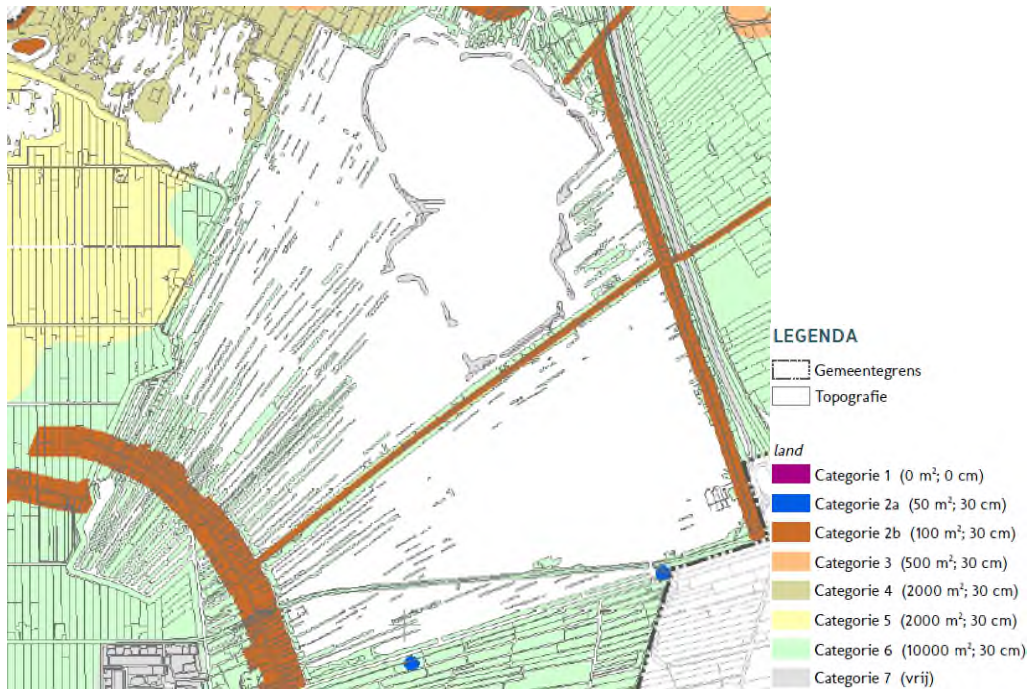 LEGENDA
Gemeentegrens
Topografie
land
Categorie 1 (0 m²; 0 cm)
Categorie 2a (50 m²; 30 cm)
Categorie 2b (100 m²; 30 cm)
Categorie 3 (500 m²; 30 cm)
Categorie 4 (2000 m²; 30 cm)
Categorie 5 (2000 m²; 30 cm)
Categorie 6 (10000 m²; 30 cm)
Categorie 7 (vrij)